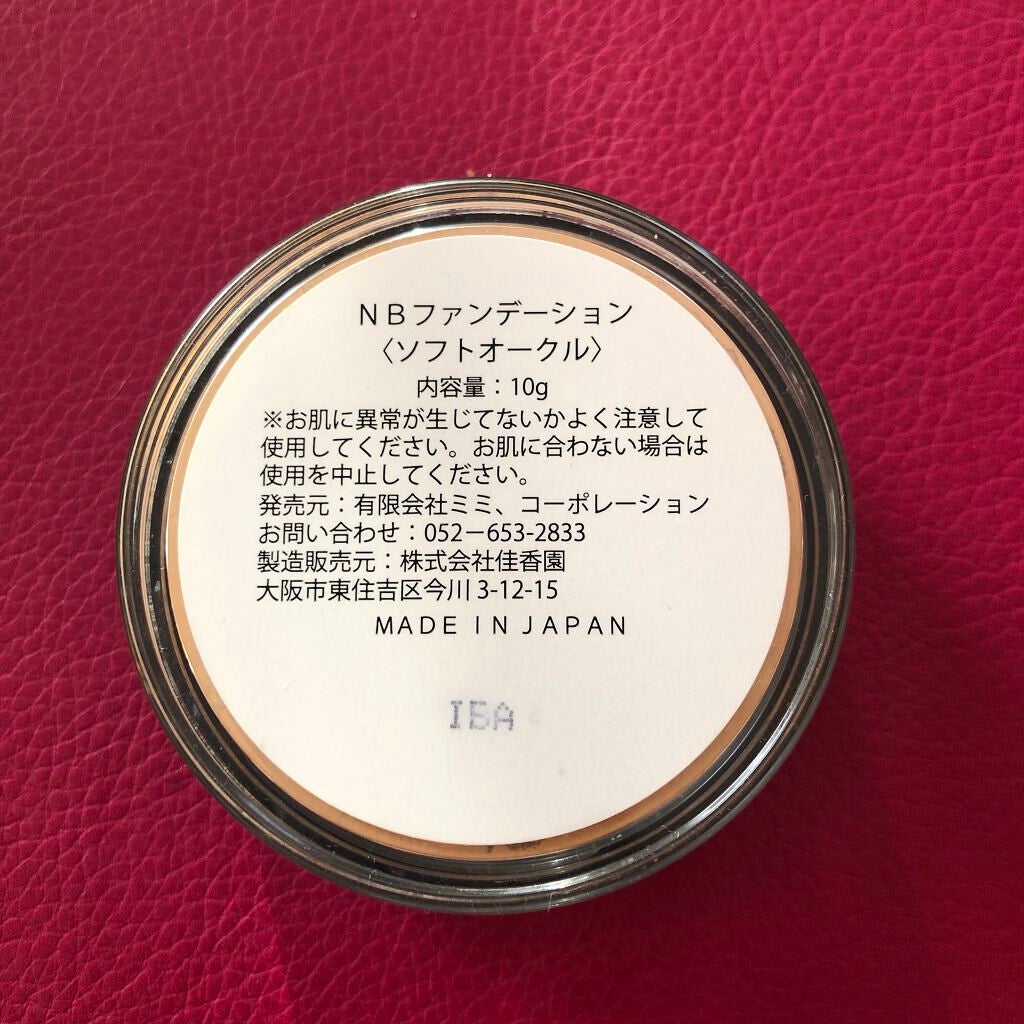 ＮＢファンデーション
〈ソフトオークル〉
内容量：10g
※お肌に異常が生じてないかよく注意して
使用してください。お肌に合わない場合は
使用を中止してください。
発売元：有限会社ミミ、コーポレーション
お問い合わせ：052－653-2833
製造販売元：株式会社佳香園
大阪市東住吉区今川 3-12-15
ＭＡＤＥ ＩＮ ＪＡＰＡＮ